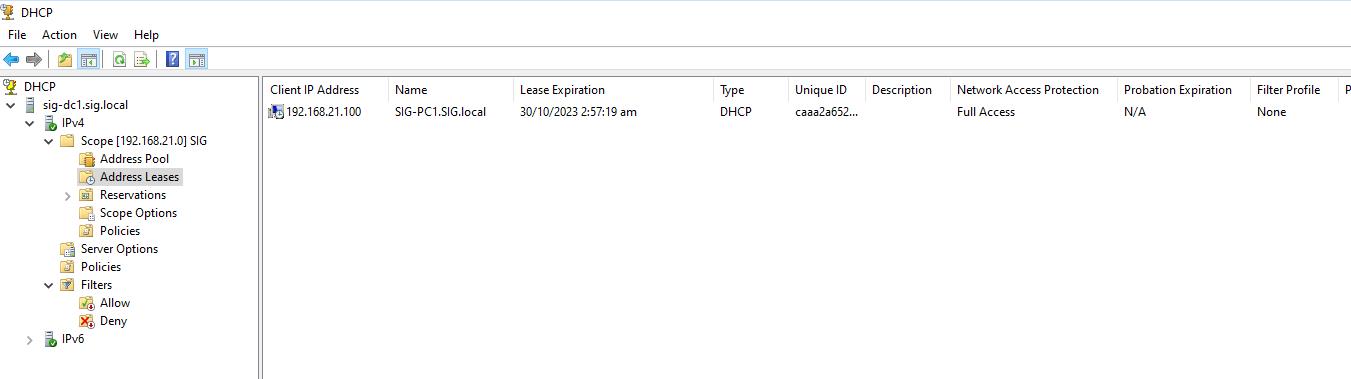 DHCP
File Action View Help
DHCP
sig-dc1.sig.local
IPv4
Scope [192.168.21.0] SIG
Address Pool
Address Leases
Reservations
Scope Options
Policies
Server Options
Policies
Filters
Allow
Deny
IPv6
Client IP Address Name Lease Expiration Type Unique ID Description Network Access Protection Probation Expiration Filter Profile P
192.168.21.100 SIG-PC1.SIG.local 30/10/2023 2:57:19 am DHCP caaa2a652... Full Access N/A None